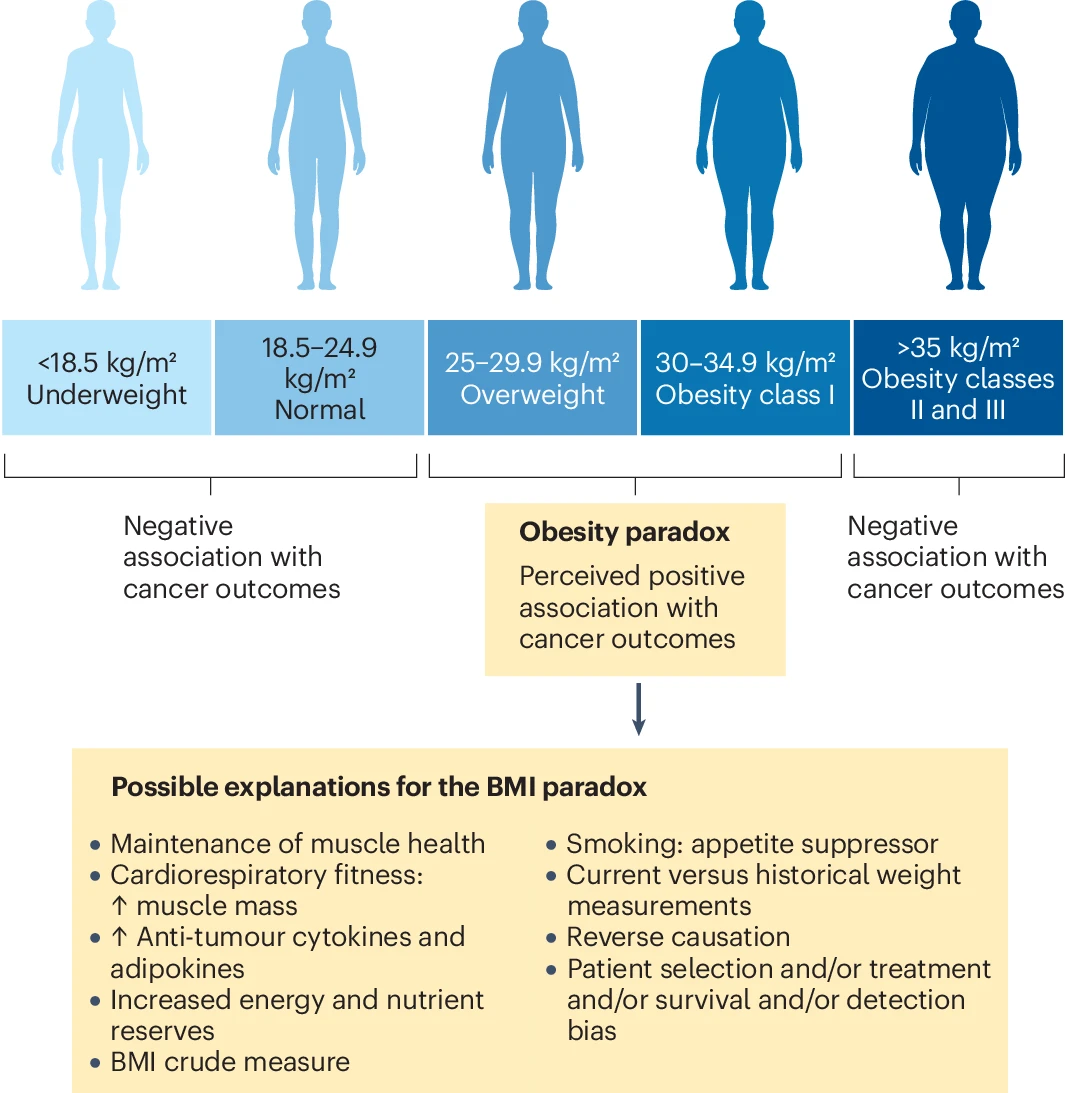 <18.5 kg/m²
Underweight
18.5–24.9
kg/m²
Normal
25–29.9 kg/m²
Overweight
30–34.9 kg/m²
Obesity class I
>35 kg/m²
Obesity classes
II and III
Negative
association with
cancer outcomes
Obesity paradox
Perceived positive
association with
cancer outcomes
Negative
association with
cancer outcomes
Possible explanations for the BMI paradox
• Maintenance of muscle health
• Cardiorespiratory fitness:
↑ muscle mass
• ↑ Anti-tumour cytokines and
adipokines
• Increased energy and nutrient
reserves
• BMI crude measure
• Smoking: appetite suppressor
• Current versus historical weight
measurements
• Reverse causation
• Patient selection and/or treatment
and/or survival and/or detection
bias